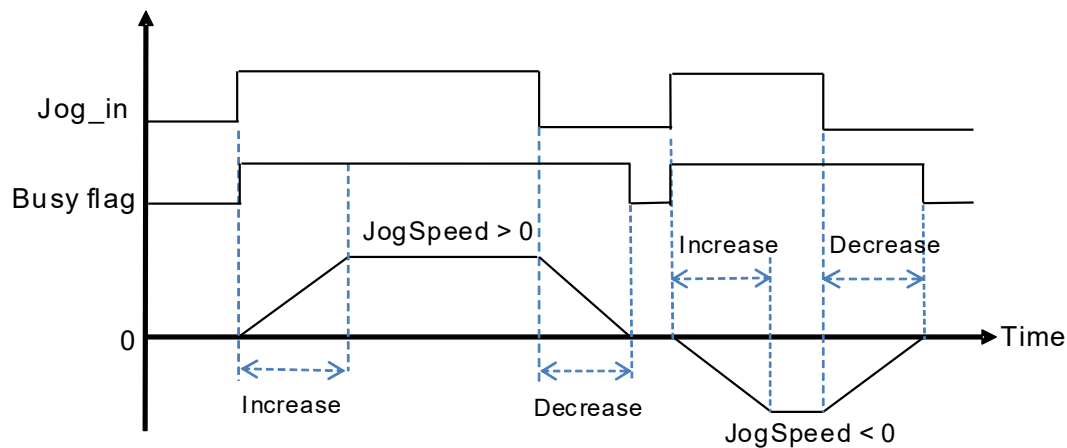 Jog_in
Busy flag
JogSpeed > 0
Increase
Decrease
0
Time
Increase
Decrease
JogSpeed < 0